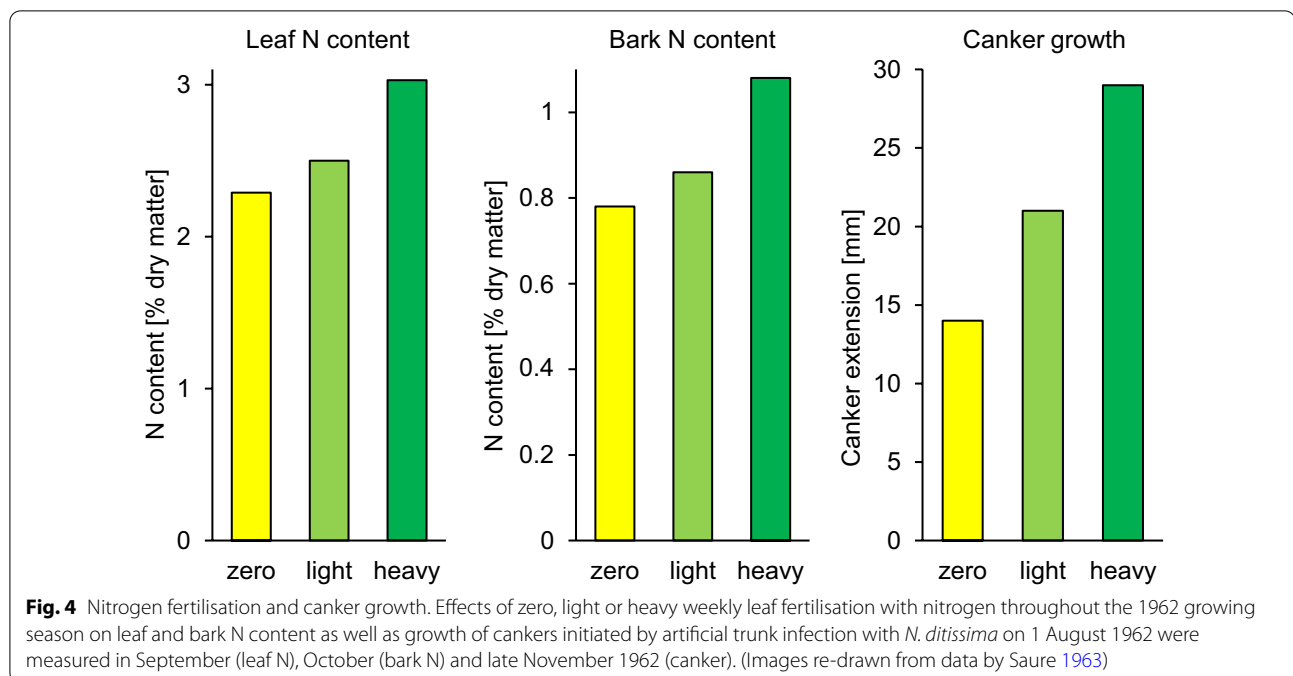 Leaf N content
N content [% dry matter]
3
2
1
0
zero light heavy
Bark N content
N content [% dry matter]
1
0.8
0.6
0.4
0.2
0
zero light heavy
Canker growth
Canker extension [mm]
30
25
20
15
10
5
0
zero light heavy
Fig. 4 Nitrogen fertilisation and canker growth. Effects of zero, light or heavy weekly leaf fertilisation with nitrogen throughout the 1962 growing
season on leaf and bark N content as well as growth of cankers initiated by artificial trunk infection with N. ditissima on 1 August 1962 were
measured in September (leaf N), October (bark N) and late November 1962 (canker). (Images re-drawn from data by Saure 1963)